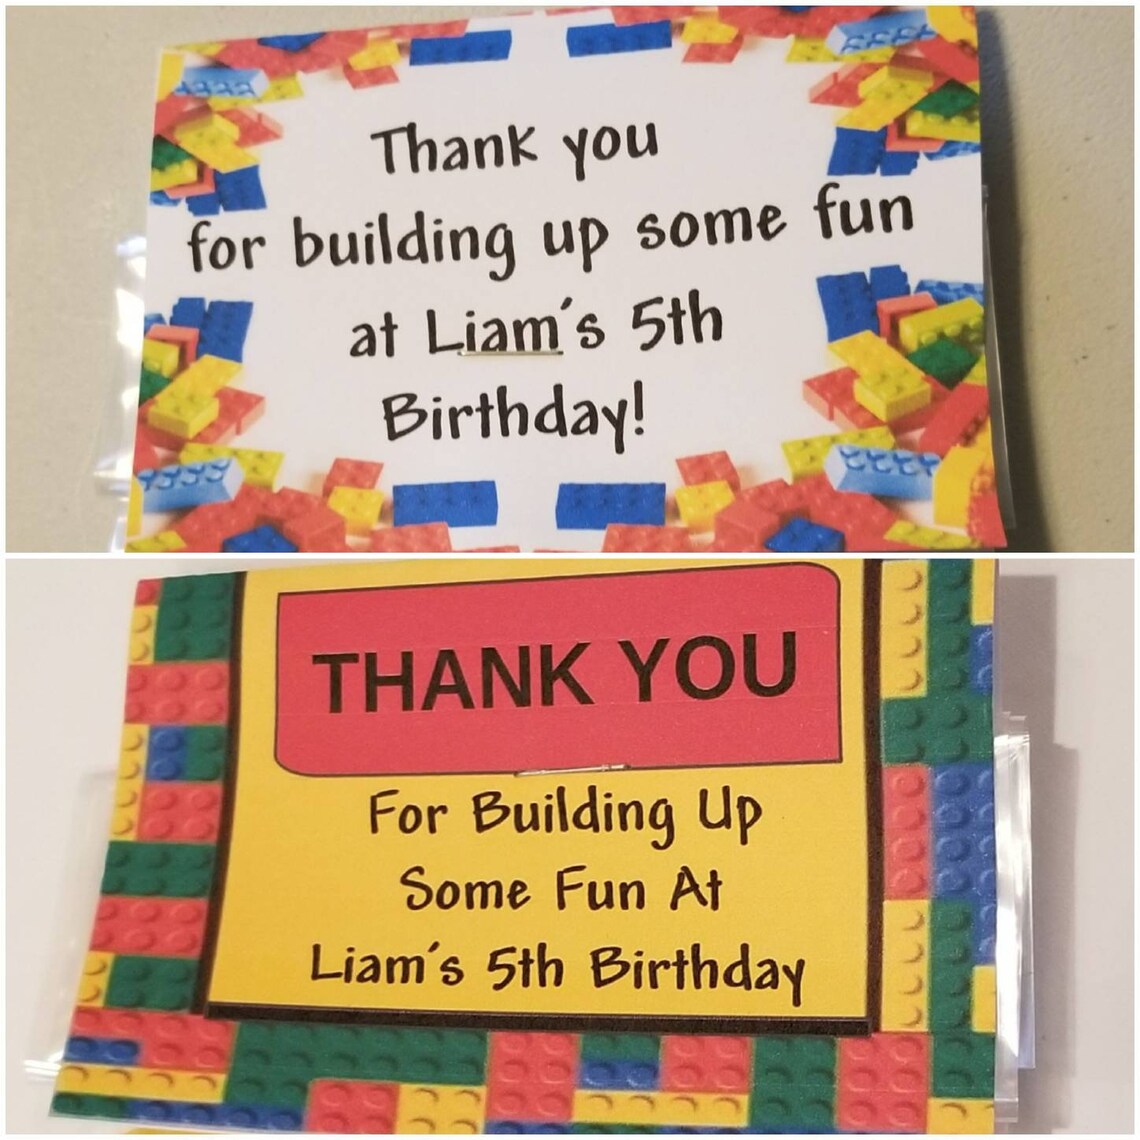 Thank you
for building up some fun
at Liam's 5th
Birthday!
THANK YOU
For Building Up
Some Fun At
Liam's 5th Birthday